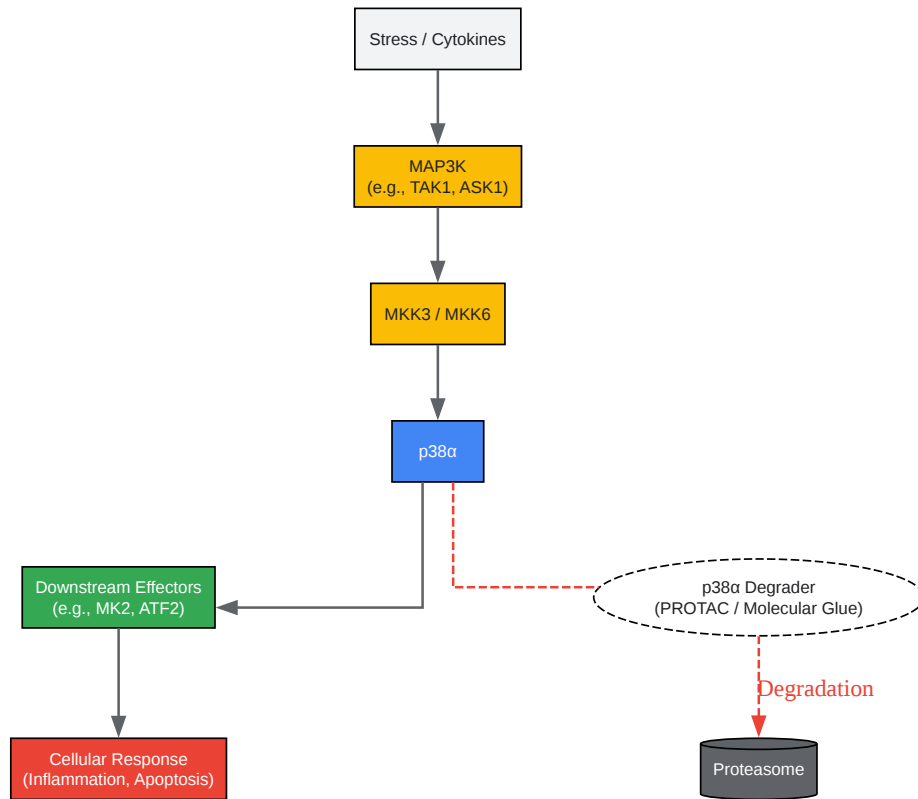 Stress / Cytokines
MAP3K
(e.g., TAK1, ASK1)
MKK3 / MKK6
p38α
Downstream Effectors
(e.g., MK2, ATF2)
p38α Degrader
(PROTAC / Molecular Glue)
Degradation
Cellular Response
(Inflammation, Apoptosis)
Proteasome